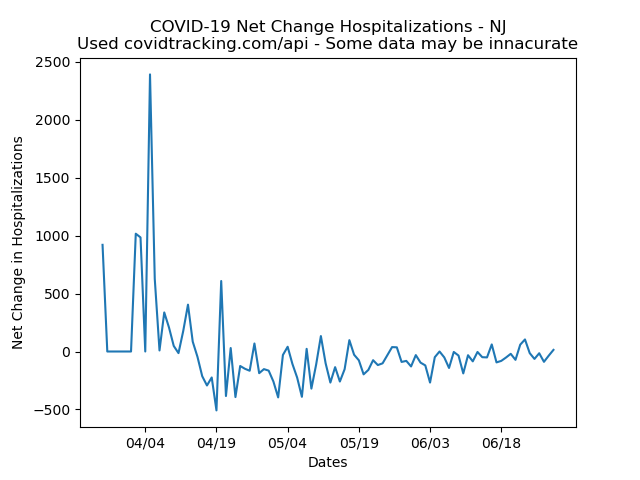 COVID-19 Net Change Hospitalizations - NJ
Used covidtracking.com/api - Some data may be innacurate
Net Change in Hospitalizations
2500
2000
1500
1000
500
0
−500
04/04 04/19 05/04 05/19 06/03 06/18
Dates